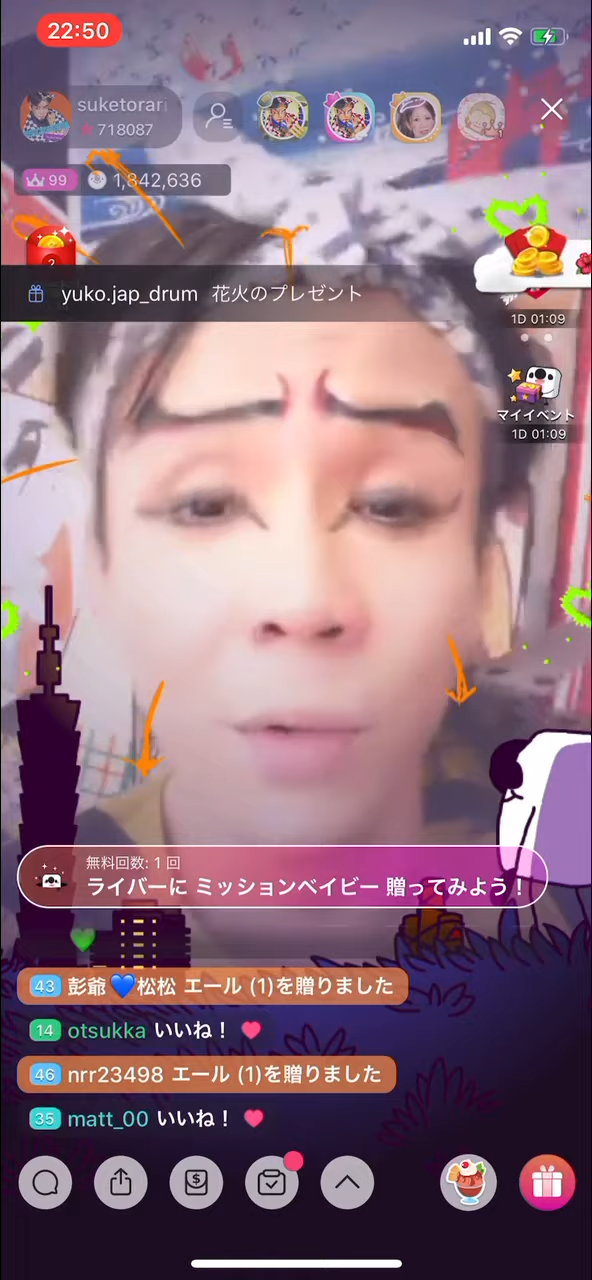 22:50
suketorari
718087
99
1,842,636
2
yuko.jap_drum 花火のプレゼント
1D 01:09
マイイベント
1D 01:09
無料回数: 1 回
ライバーに ミッションベイビー 贈ってみよう！
43 彭爺💙松松 エール (1)を贈りました
14 otsukka いいね！
46 nrr23498 エール (1)を贈りました
35 matt_00 いいね！